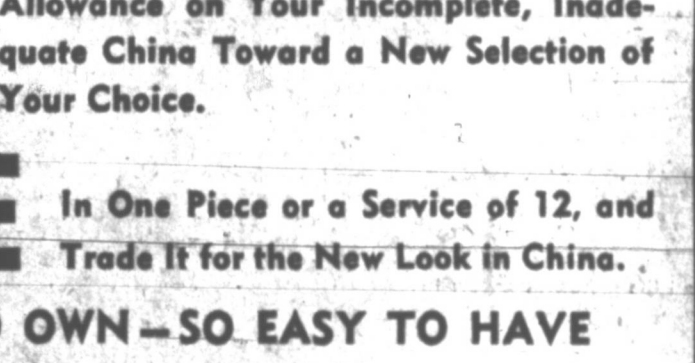 Allowance on Your Incomplete, Inade-
quate China Toward a New Selection of
Your Choice.
In One Piece or a Service of 12, and
Trade It for the New Look in China.
OWN—SO EASY TO HAVE